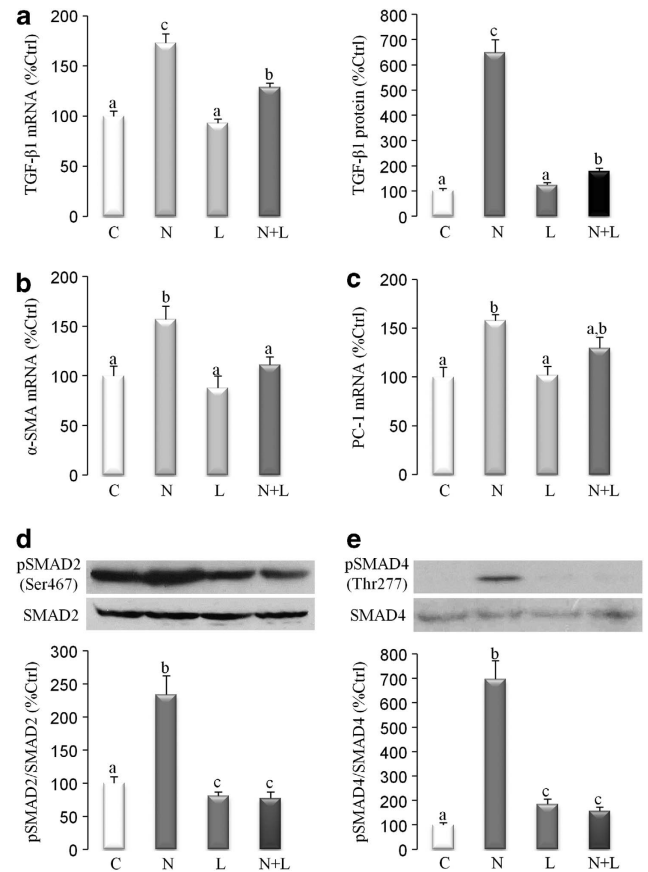 a
TGF-β1 mRNA (%Ctrl)
200
150
100
50
0
a
c
a
b
C N L N+L
TGF-β1 protein (%Ctrl)
800
700
600
500
400
300
200
100
0
a
c
a
b
C N L N+L
b
α-SMA mRNA (%Ctrl)
200
150
100
50
0
a
b
a
a
C N L N+L
c
PC-1 mRNA (%Ctrl)
200
150
100
50
0
a
b
a
a,b
C N L N+L
d
pSMAD2
(Ser467)
SMAD2
pSMAD2/SMAD2 (%Ctrl)
300
250
200
150
100
50
0
a
b
c
c
C N L N+L
e
pSMAD4
(Thr277)
SMAD4
pSMAD4/SMAD4 (%Ctrl)
800
700
600
500
400
300
200
100
0
a
b
c
c
C N L N+L